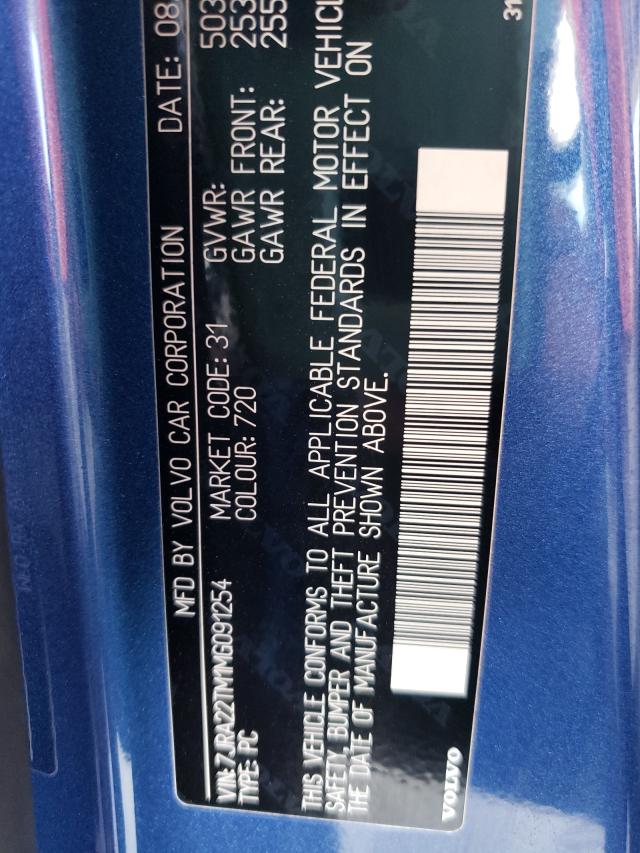 MFD BY VOLVO CAR CORPORATION DATE: 08
VIN: 7JRA22TM1MG091254 MARKET CODE: 31 GVWR: 503
TYPE: PC COLOUR: 720 GAWR FRONT: 253
GAWR REAR: 255
THIS VEHICLE CONFORMS TO ALL APPLICABLE FEDERAL MOTOR VEHICL
SAFETY, BUMPER AND THEFT PREVENTION STANDARDS IN EFFECT ON
THE DATE OF MANUFACTURE SHOWN ABOVE.
VOLVO 31